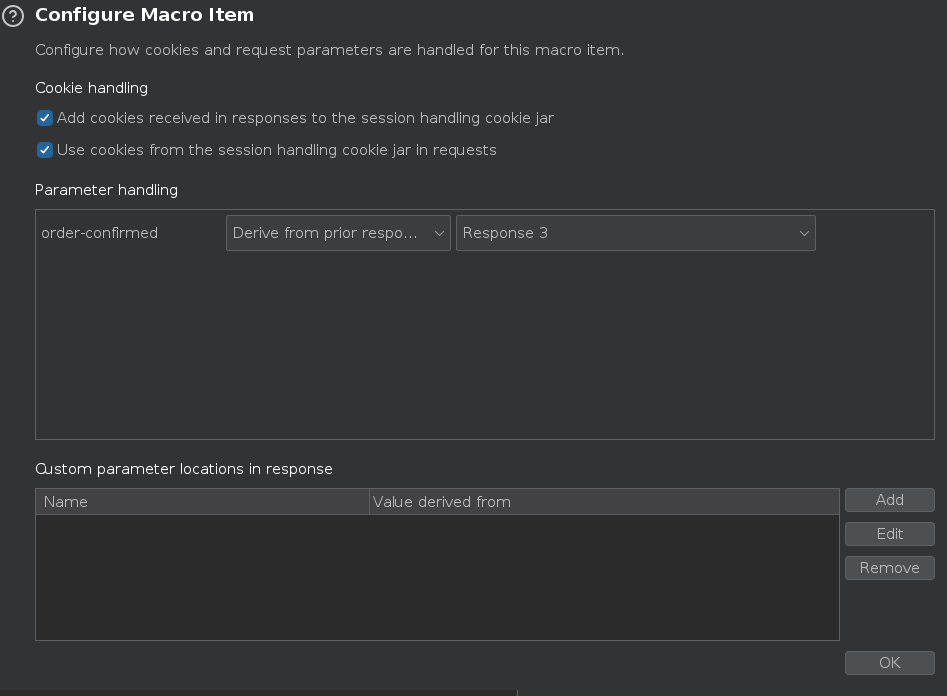 Configure Macro Item
Configure how cookies and request parameters are handled for this macro item.
Cookie handling
Add cookies received in responses to the session handling cookie jar
Use cookies from the session handling cookie jar in requests
Parameter handling
order-confirmed Derive from prior respo... Response 3
Custom parameter locations in response
Name Value derived from
Add
Edit
Remove
OK